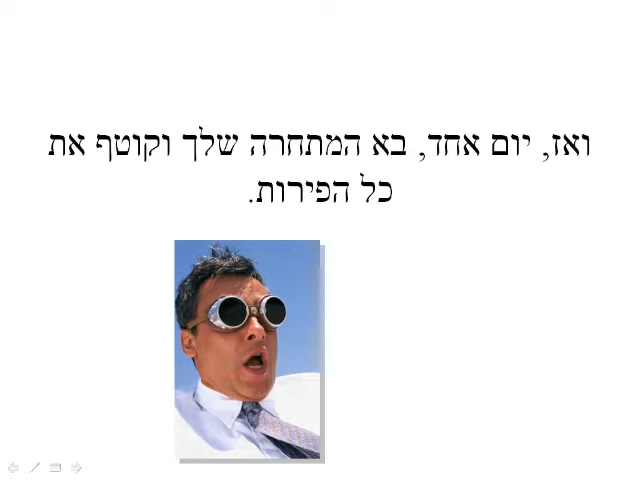 ואז, יום אחד, בא המתחרה שלך וקוטף את
כל הפירות.